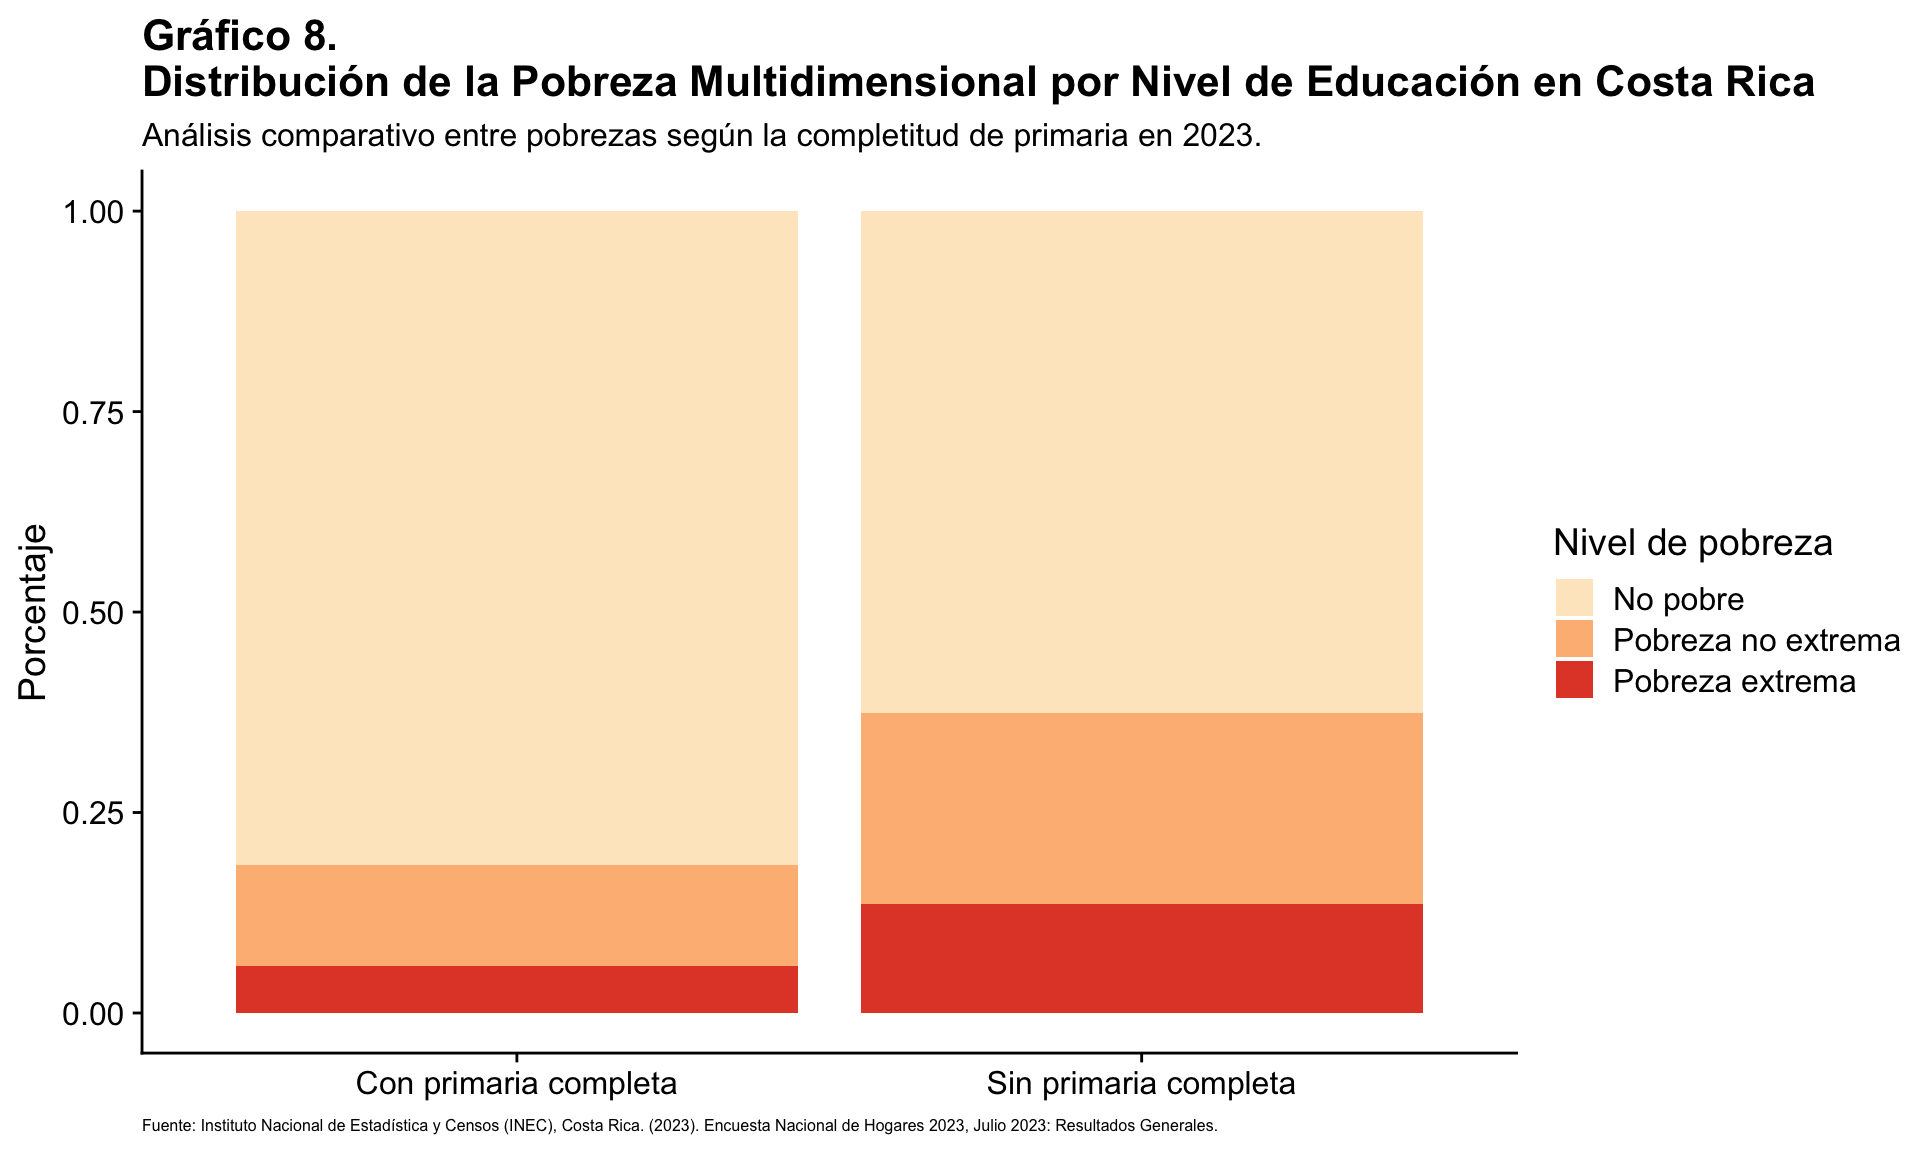 Gráfico 8.
Distribución de la Pobreza Multidimensional por Nivel de Educación en Costa Rica
Análisis comparativo entre pobrezas según la completitud de primaria en 2023.
Porcentaje
1.00
0.75
0.50
0.25
0.00
Con primaria completa
Sin primaria completa
Nivel de pobreza
No pobre
Pobreza no extrema
Pobreza extrema
Fuente: Instituto Nacional de Estadística y Censos (INEC), Costa Rica. (2023). Encuesta Nacional de Hogares 2023, Julio 2023: Resultados Generales.